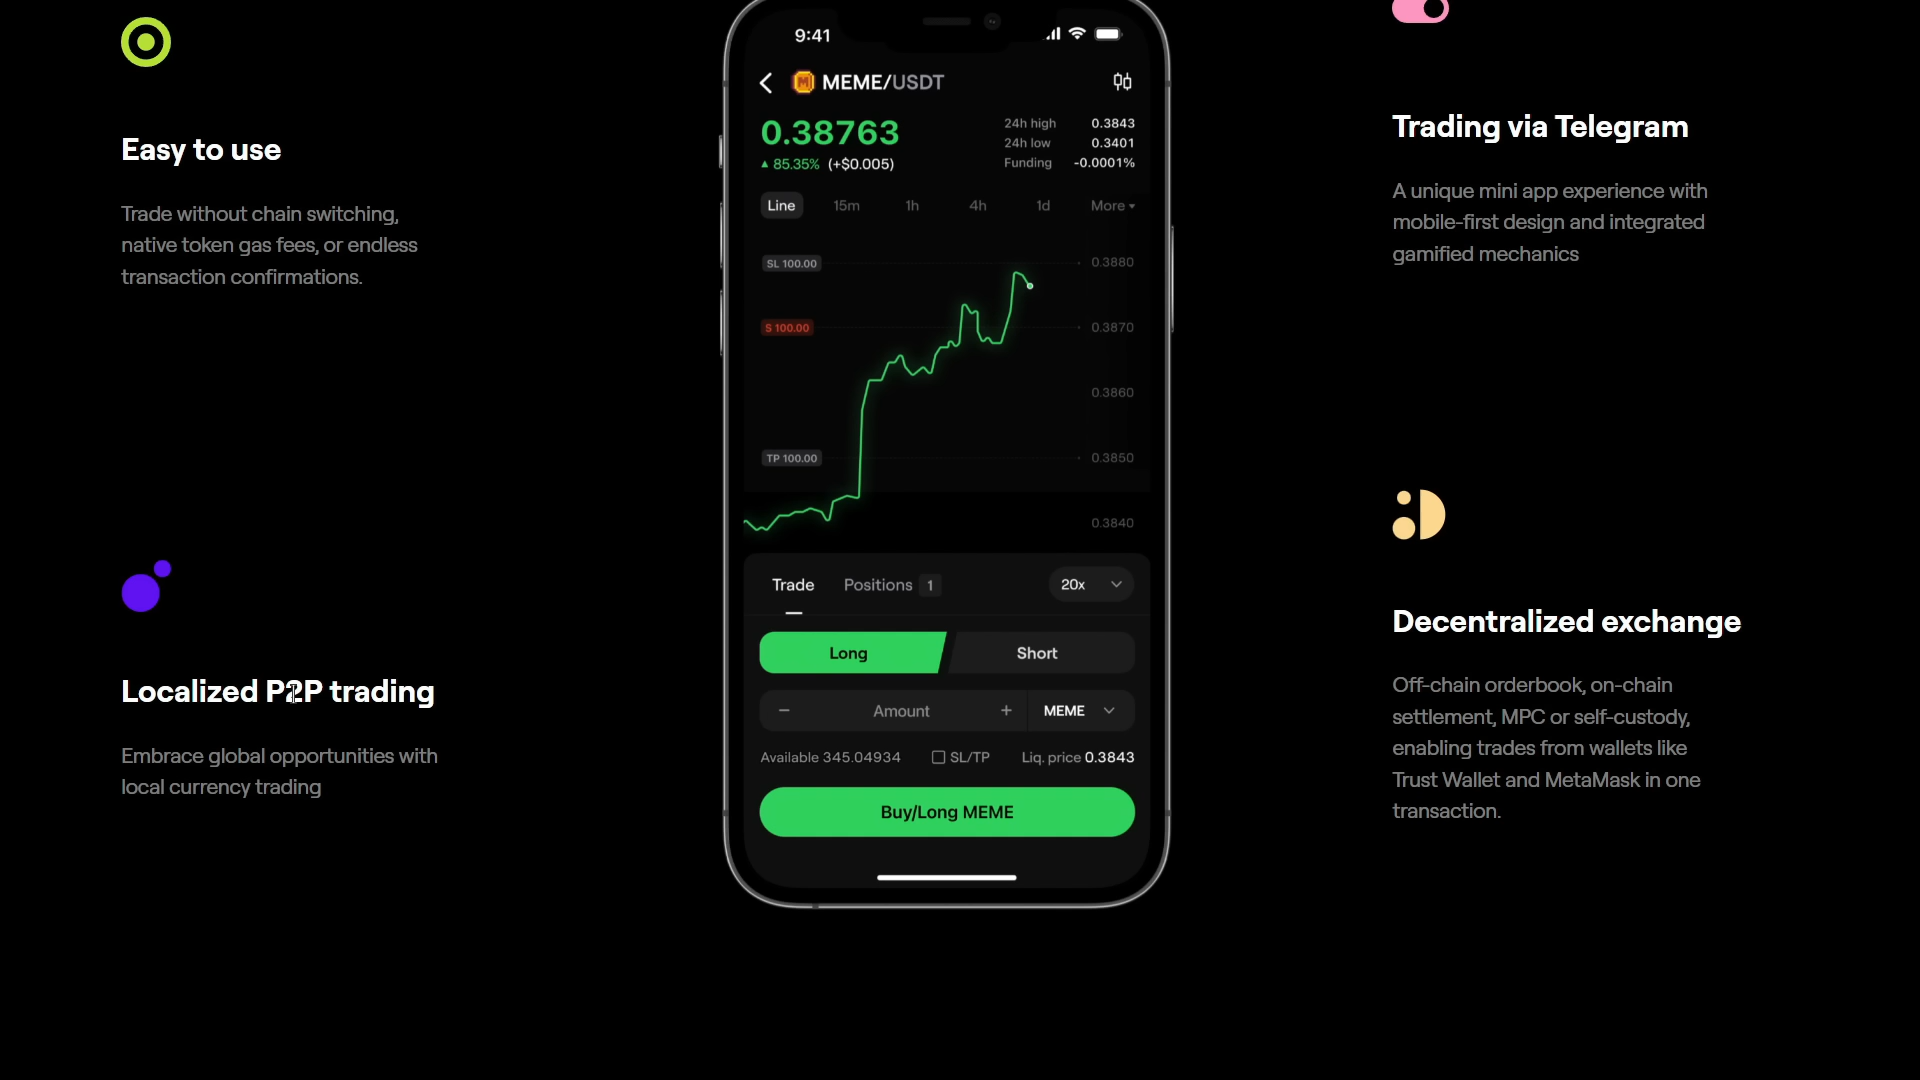 Easy to use
Trade without chain switching,
native token gas fees, or endless
transaction confirmations.
Localized P2P trading
Embrace global opportunities with
local currency trading
9:41
MEME/USDT
0.38763
▲ 85.35% (+$0.005)
24h high 0.3843
24h low 0.3401
Funding -0.0001%
Line 15m 1h 4h 1d More ▾
SL 100.00 0.3880
S 100.00 0.3870
0.3860
TP 100.00 0.3850
0.3840
Trade Positions 1 20x
Long Short
− Amount + MEME
Available 345.04934 SL/TP Liq. price 0.3843
Buy/Long MEME
Trading via Telegram
A unique mini app experience with
mobile-first design and integrated
gamified mechanics
Decentralized exchange
Off-chain orderbook, on-chain
settlement, MPC or self-custody,
enabling trades from wallets like
Trust Wallet and MetaMask in one
transaction.